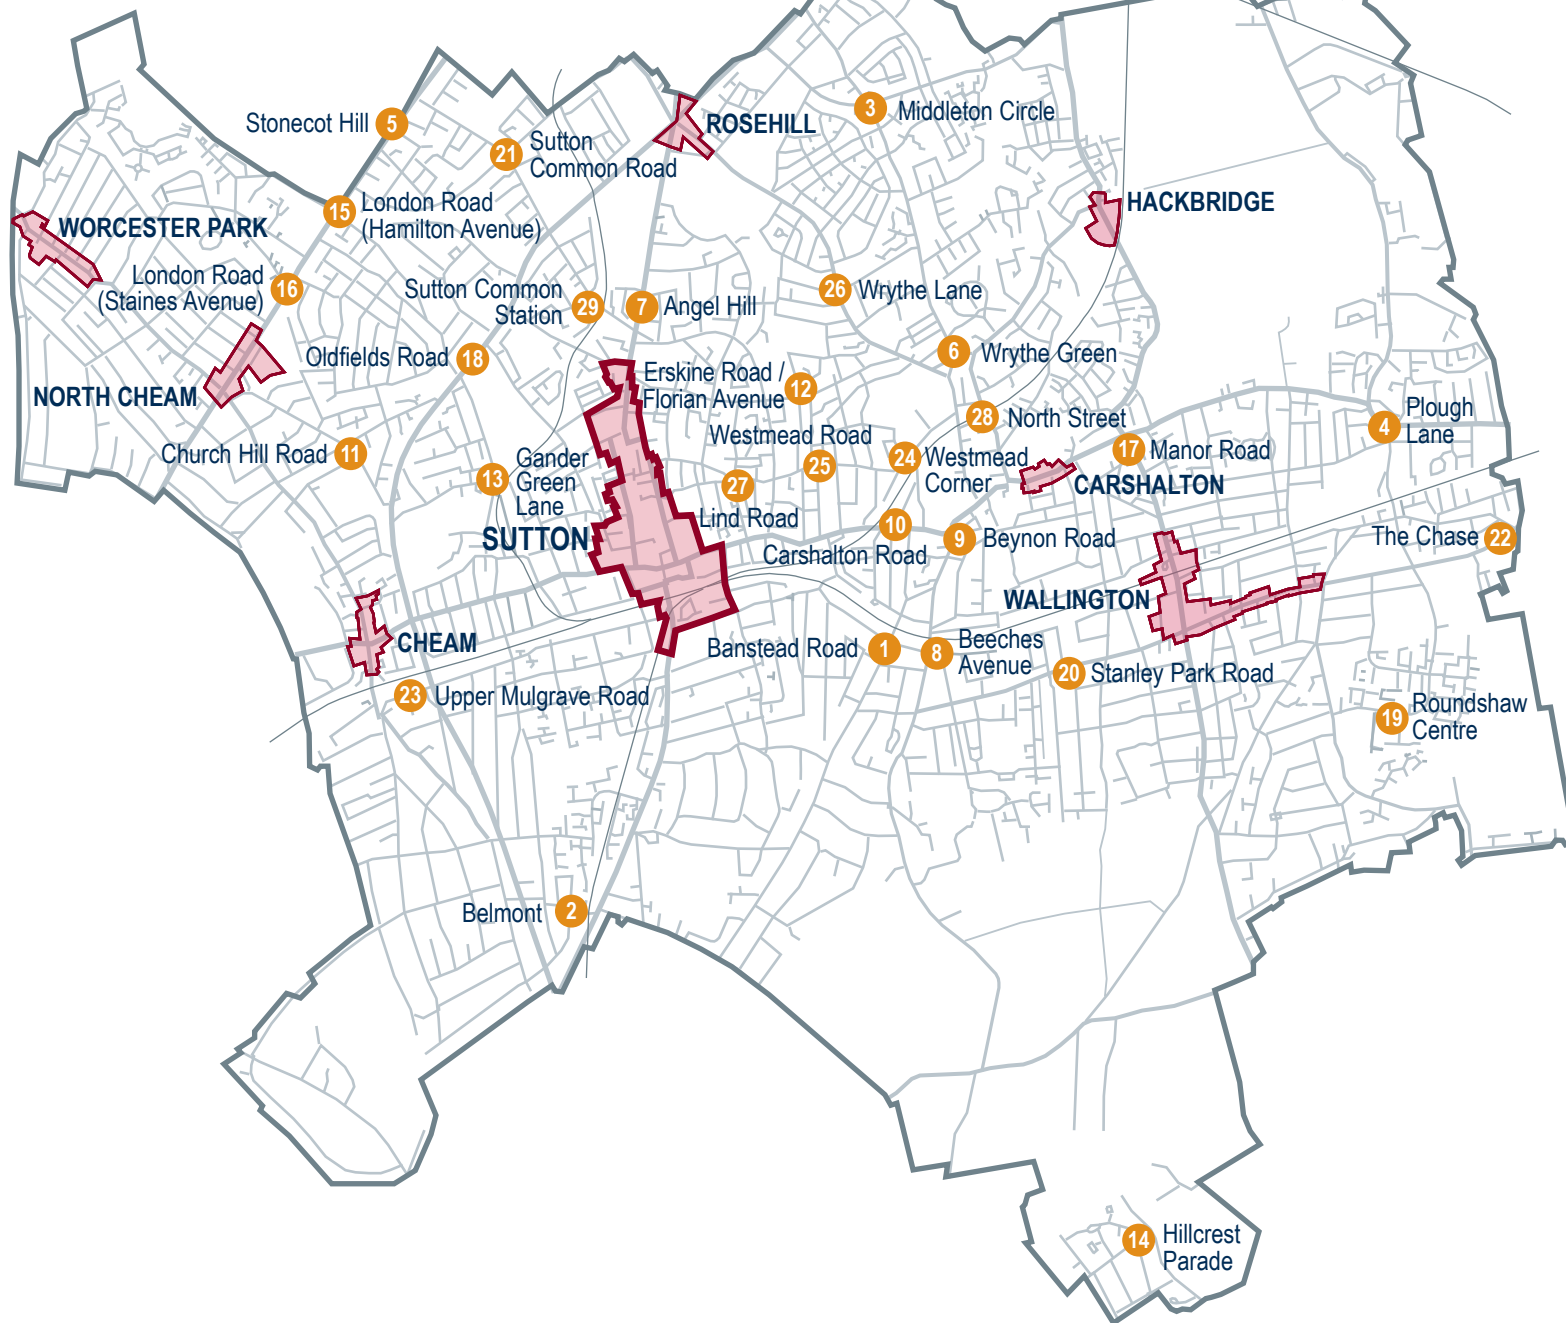 3 Middleton Circle
Stonecot Hill 5
ROSEHILL
21 Sutton
Common Road
HACKBRIDGE
15 London Road
(Hamilton Avenue)
WORCESTER PARK
London Road
(Staines Avenue) 16
Sutton Common
Station 29
7 Angel Hill
26 Wrythe Lane
6 Wrythe Green
Oldfields Road 18
Erskine Road /
Florian Avenue 12
NORTH CHEAM
28 North Street
Plough
Lane
4
Westmead Road
25
Church Hill Road 11
17 Manor Road
24 Westmead
Corner
13 Gander
Green
Lane
CARSHALTON
27
Lind Road
SUTTON
10
Carshalton Road
9 Beynon Road
The Chase 22
WALLINGTON
CHEAM
Banstead Road 1
8 Beeches
Avenue
20 Stanley Park Road
23 Upper Mulgrave Road
19 Roundshaw
Centre
Belmont 2
14 Hillcrest
Parade